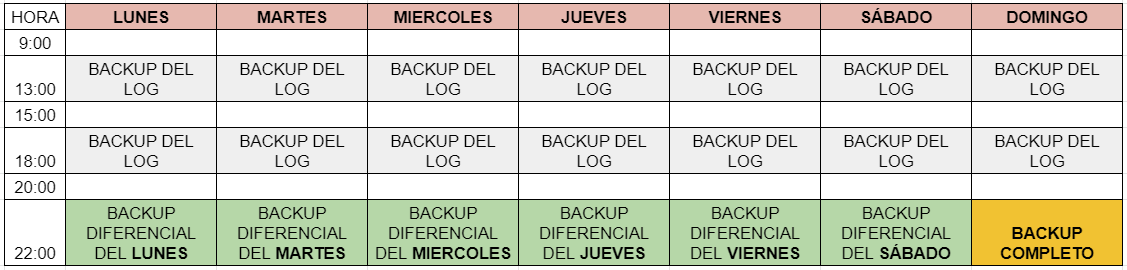 HORA LUNES MARTES MIERCOLES JUEVES VIERNES SÁBADO DOMINGO
9:00
BACKUP DEL BACKUP DEL BACKUP DEL BACKUP DEL BACKUP DEL BACKUP DEL BACKUP DEL
13:00 LOG LOG LOG LOG LOG LOG LOG
15:00
BACKUP DEL BACKUP DEL BACKUP DEL BACKUP DEL BACKUP DEL BACKUP DEL BACKUP DEL
18:00 LOG LOG LOG LOG LOG LOG LOG
20:00
BACKUP BACKUP BACKUP BACKUP BACKUP BACKUP
DIFERENCIAL DIFERENCIAL DIFERENCIAL DIFERENCIAL DIFERENCIAL DIFERENCIAL BACKUP
22:00 DEL LUNES DEL MARTES DEL MIERCOLES DEL JUEVES DEL VIERNES DEL SÁBADO COMPLETO